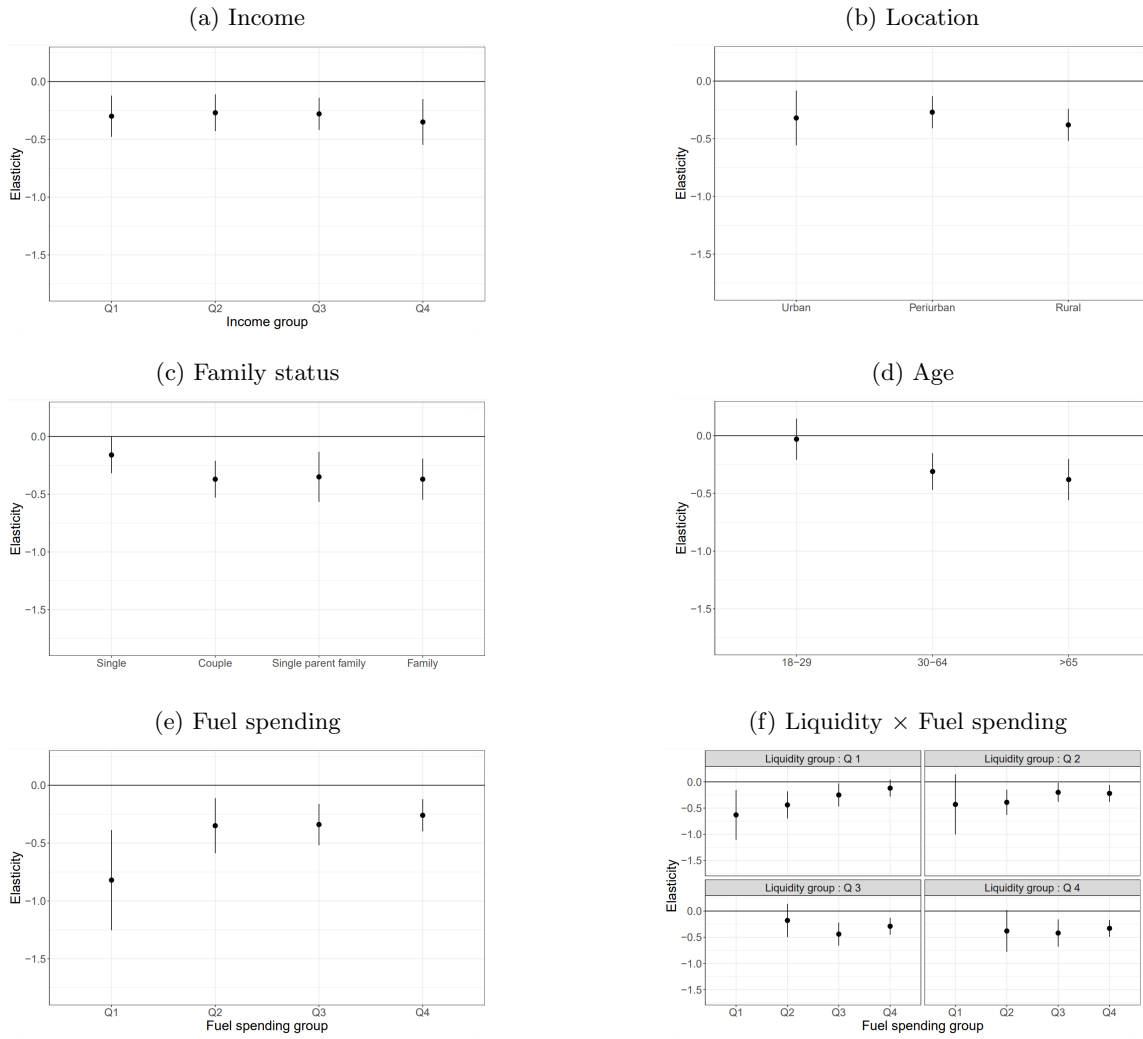 (a) Income
Elasticity
0.0
−0.5
−1.0
−1.5
Q1 Q2 Q3 Q4
Income group
(b) Location
Elasticity
0.0
−0.5
−1.0
−1.5
Urban Periurban Rural
(c) Family status
Elasticity
0.0
−0.5
−1.0
−1.5
Single Couple Single parent family Family
(d) Age
Elasticity
0.0
−0.5
−1.0
−1.5
18−29 30−64 >65
(e) Fuel spending
Elasticity
0.0
−0.5
−1.0
−1.5
Q1 Q2 Q3 Q4
Fuel spending group
(f) Liquidity × Fuel spending
Elasticity
Liquidity group : Q 1 Liquidity group : Q 2
0.0
−0.5
−1.0
−1.5
Liquidity group : Q 3 Liquidity group : Q 4
0.0
−0.5
−1.0
−1.5
Q1 Q2 Q3 Q4 Q1 Q2 Q3 Q4
Fuel spending group